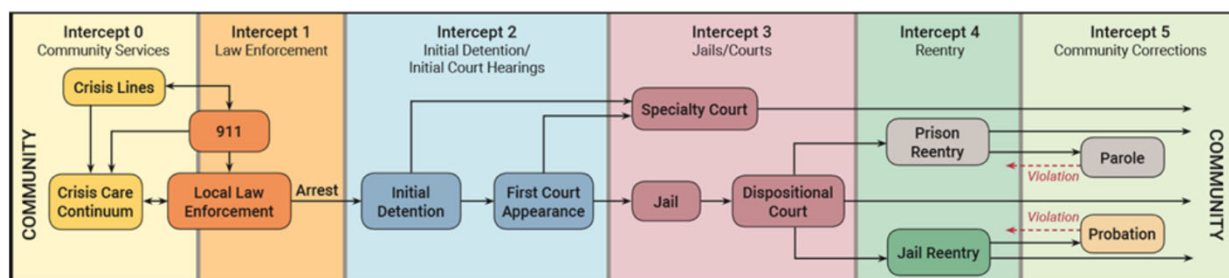 Intercept 0
Community Services
Intercept 1
Law Enforcement
Intercept 2
Initial Detention/
Initial Court Hearings
Intercept 3
Jails/Courts
Intercept 4
Reentry
Intercept 5
Community Corrections
COMMUNITY
Crisis Lines
911
Crisis Care
Continuum
Local Law
Enforcement
Arrest
Initial
Detention
First Court
Appearance
Specialty Court
Jail
Dispositional
Court
Prison
Reentry
Parole
Violation
Violation
Probation
Jail Reentry
COMMUNITY